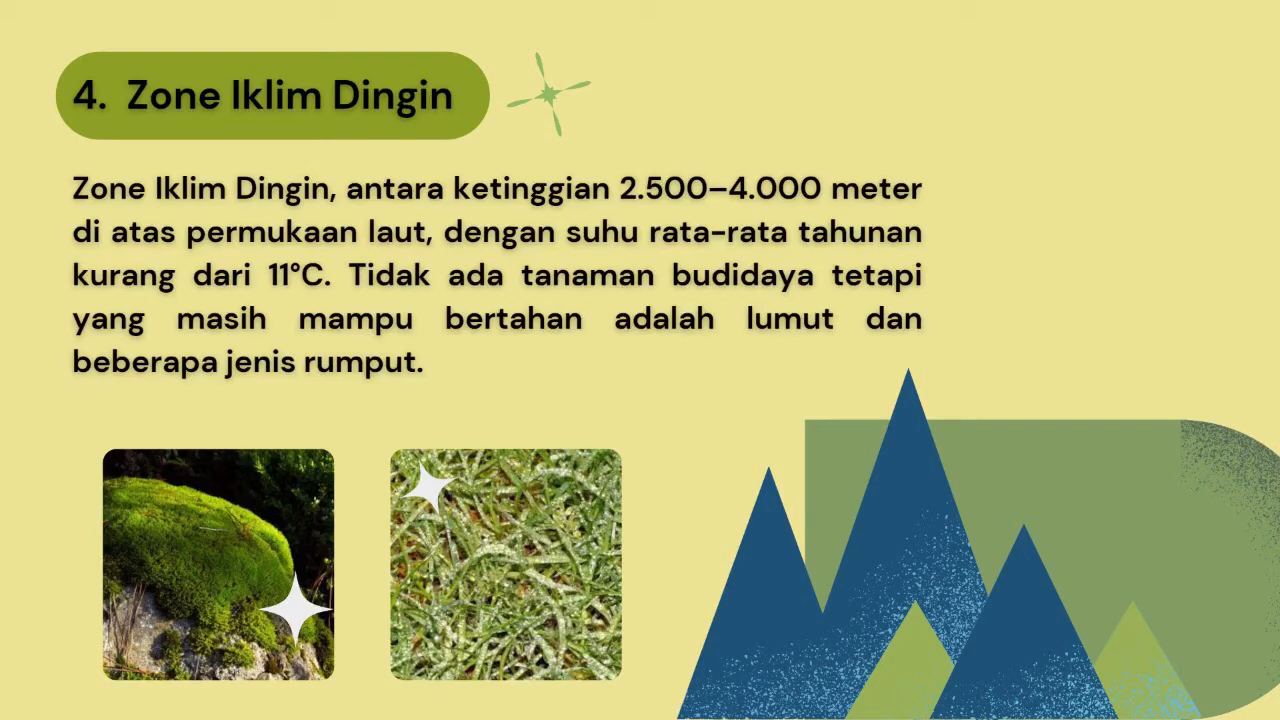 4. Zone Iklim Dingin
Zone Iklim Dingin, antara ketinggian 2.500–4.000 meter
di atas permukaan laut, dengan suhu rata-rata tahunan
kurang dari 11°C. Tidak ada tanaman budidaya tetapi
yang masih mampu bertahan adalah lumut dan
beberapa jenis rumput.